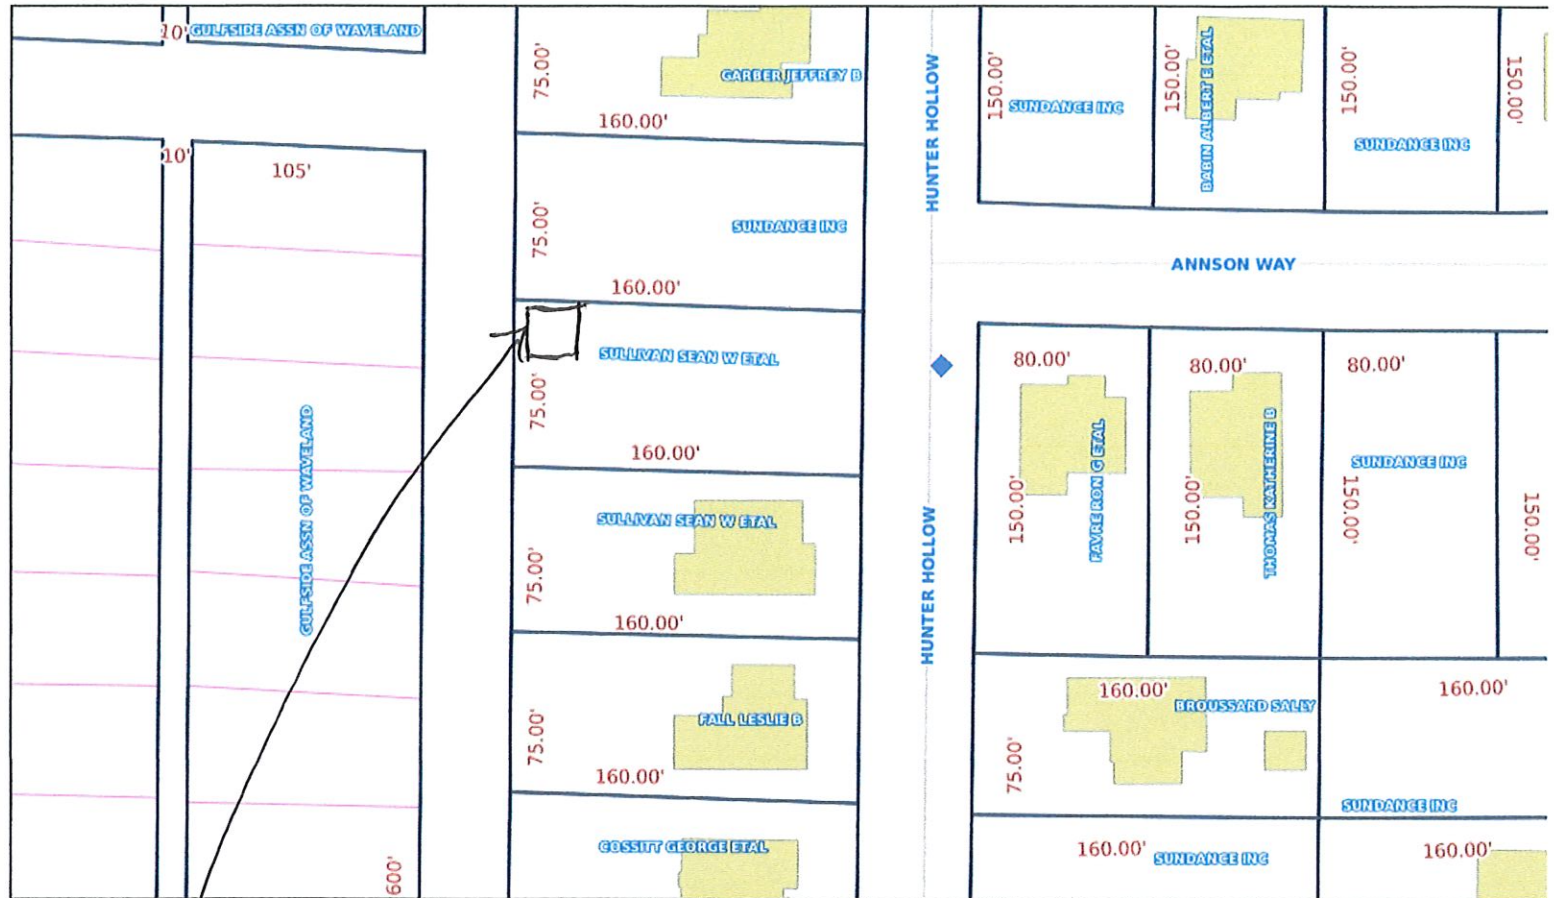 10'
GULFSIDE ASSN OF WAVELAND
75.00'
GARBER JEFFREY B
160.00'
HUNTER HOLLOW
150.00'
SUNDANCE INC
150.00'
BABIN ALBERT E ETAL
150.00'
SUNDANCE INC
150.00'
10'
105'
75.00'
SUNDANCE INC
160.00'
ANNSON WAY
SULLIVAN SEAN W ETAL
75.00'
160.00'
80.00'
80.00'
80.00'
GULFSIDE ASSN OF WAVELAND
FAVRE RON G ETAL
150.00'
THOMAS KATHERINE B
150.00'
SUNDANCE INC
150.00'
150.00'
SULLIVAN SEAN W ETAL
75.00'
160.00'
HUNTER HOLLOW
FALL LESLIE B
75.00'
160.00'
160.00'
BROUSSARD SALLY
75.00'
160.00'
SUNDANCE INC
COSSITT GEORGE ETAL
600'
160.00'
SUNDANCE INC
160.00'